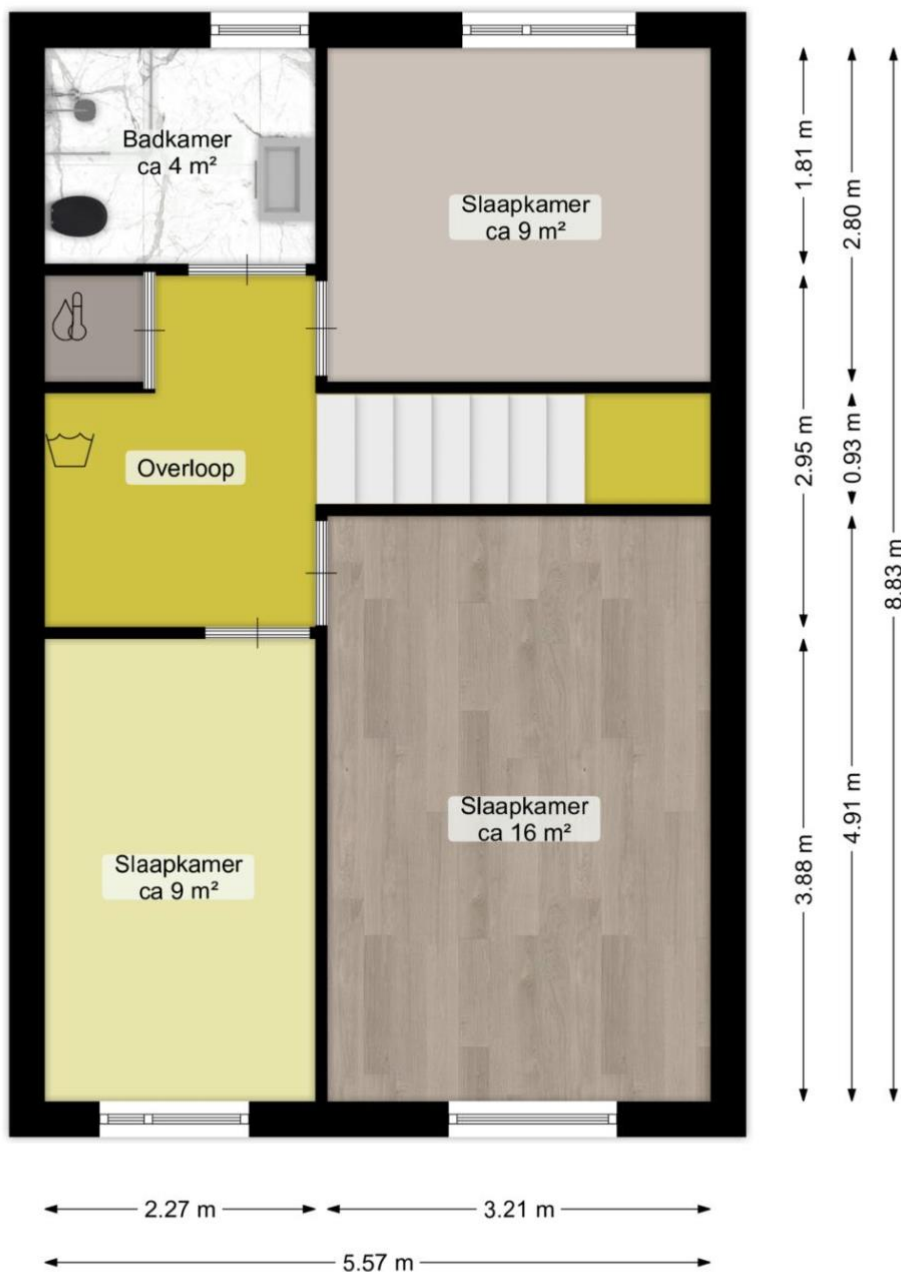 Badkamer
ca 4 m²
Slaapkamer
ca 9 m²
Overloop
Slaapkamer
ca 16 m²
Slaapkamer
ca 9 m²
1.81 m
2.80 m
2.95 m
0.93 m
8.83 m
4.91 m
3.88 m
2.27 m
3.21 m
5.57 m